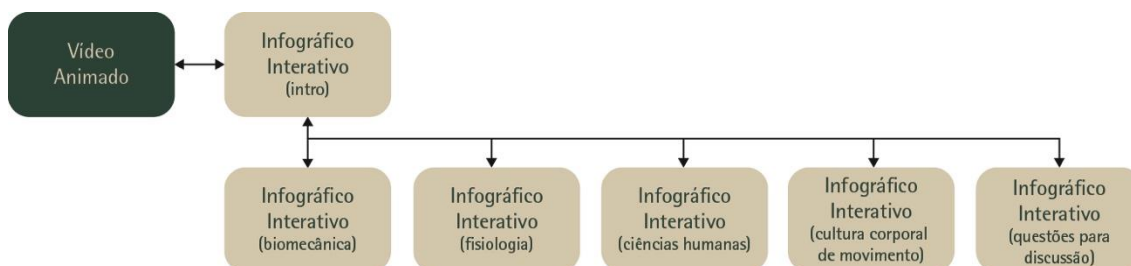 Vídeo
Animado
Infográfico
Interativo
(intro)
Infográfico
Interativo
(biomecânica)
Infográfico
Interativo
(fisiologia)
Infográfico
Interativo
(ciências humanas)
Infográfico
Interativo
(cultura corporal
de movimento)
Infográfico
Interativo
(questões para
discussão)